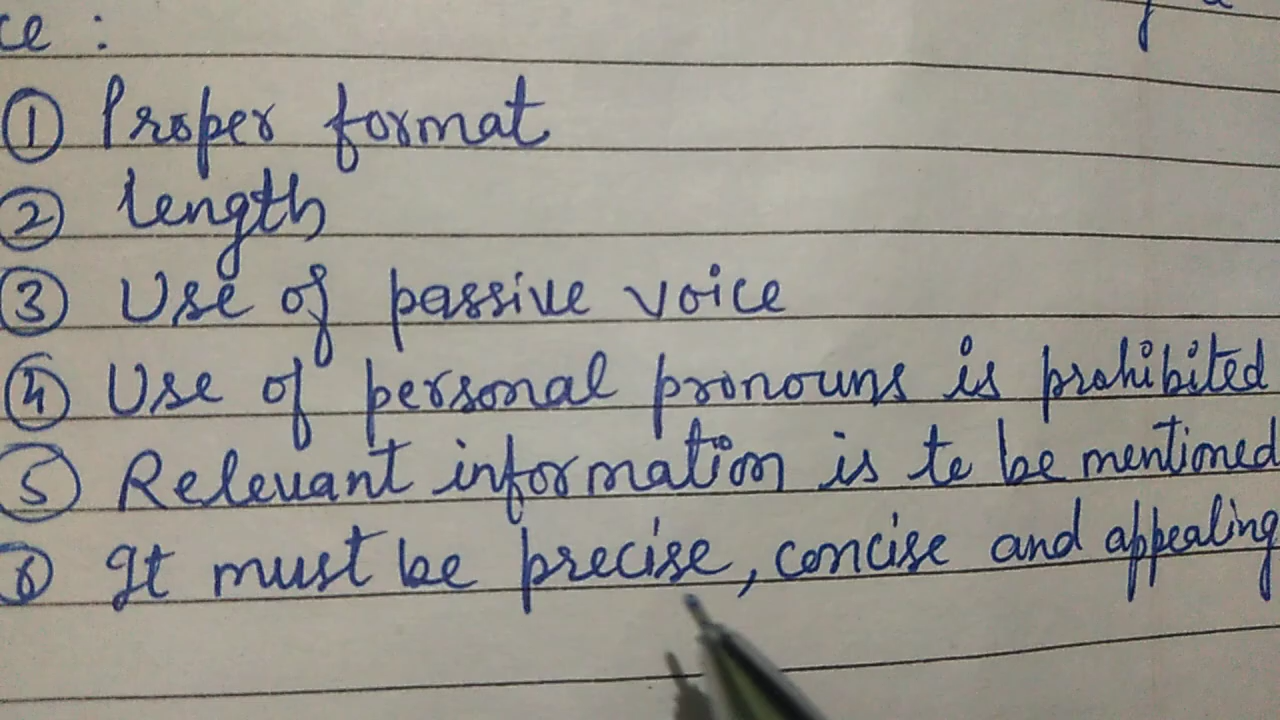 ce :
① Proper format
② length
③ Use of passive voice
④ Use of personal pronouns is prohibited
⑤ Relevant information is to be mentioned
⑥ It must be precise, concise and appealing